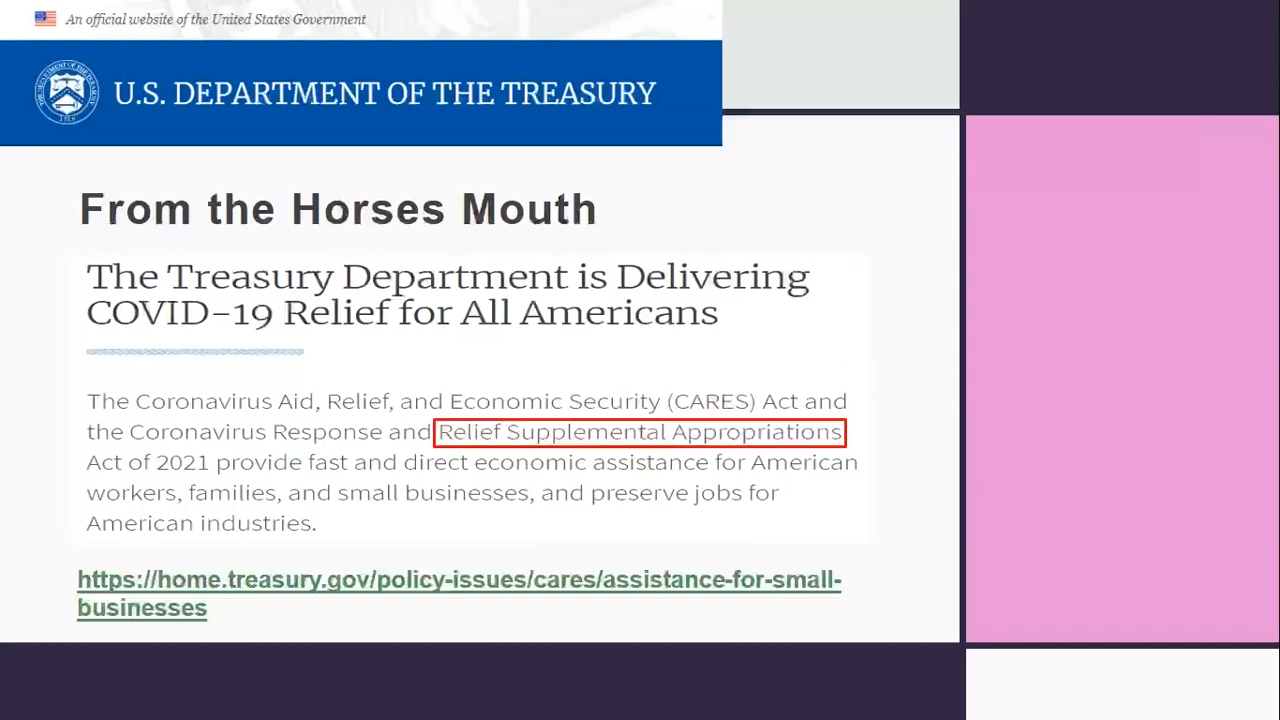 An official website of the United States Government
U.S. DEPARTMENT OF THE TREASURY
From the Horses Mouth
The Treasury Department is Delivering
COVID-19 Relief for All Americans
The Coronavirus Aid, Relief, and Economic Security (CARES) Act and
the Coronavirus Response and Relief Supplemental Appropriations
Act of 2021 provide fast and direct economic assistance for American
workers, families, and small businesses, and preserve jobs for
American industries.
https://home.treasury.gov/policy-issues/cares/assistance-for-small-
businesses